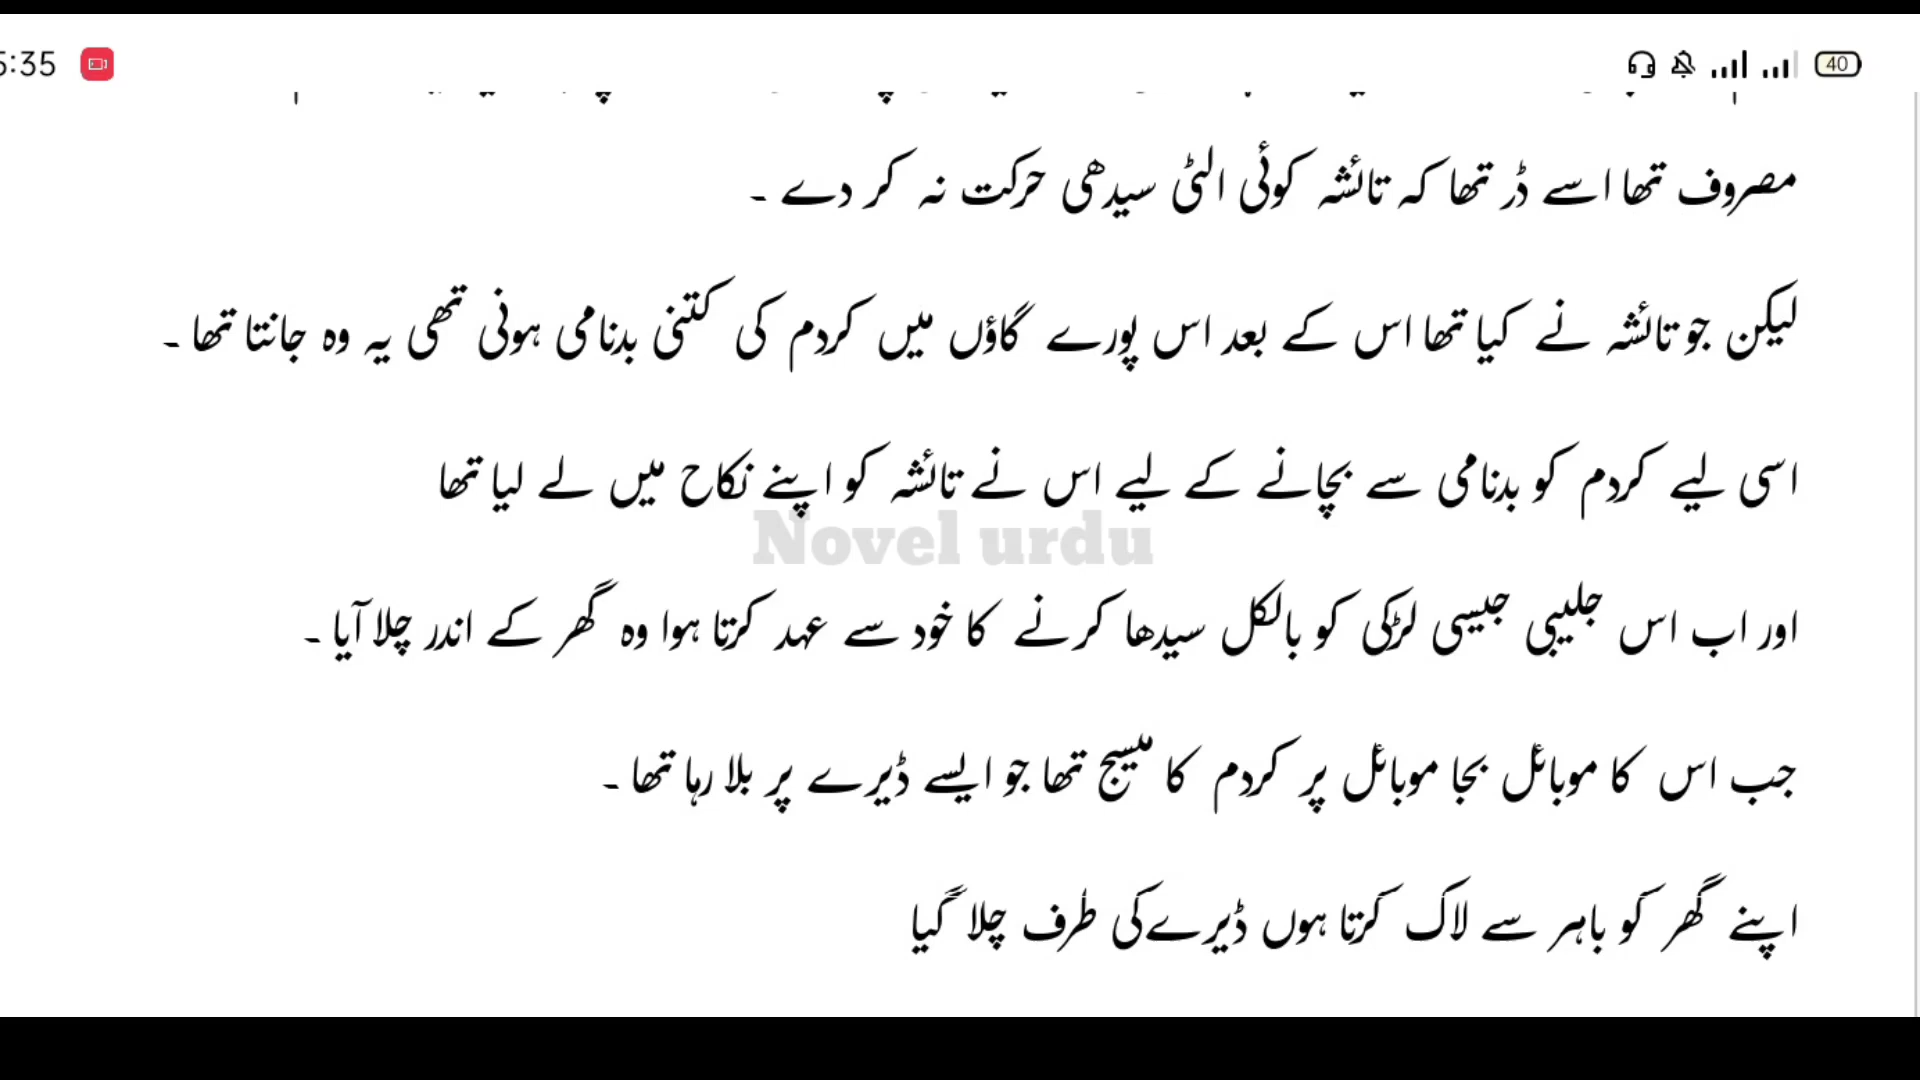 5:35
40
مصروف تھا اسے ڈر تھا کہ تائشہ کوئی الٹی سیدھی حرکت نہ کر دے ۔
لیکن جو تائشہ نے کیا تھا اس کے بعد اس پورے گاؤں میں کردم کی کتنی بدنامی ہونی تھی یہ وہ جانتا تھا ۔
اسی لیے کردم کو بدنامی سے بچانے کے لیے اس نے تائشہ کو اپنے نکاح میں لے لیا تھا
Novel urdu
اور اب اس جلیبی جیسی لڑکی کو بالکل سیدھا کرنے کا خود سے عہد کرتا ہوا وہ گھر کے اندر چلا آیا ۔
جب اس کا موبائل بجا موبائل پر کردم کا میسج تھا جو ایسے ڈیرے پر بلا رہا تھا ۔
اپنے گھر کو باہر سے لاک کرتا ہوں ڈیرے کی طرف چلا گیا